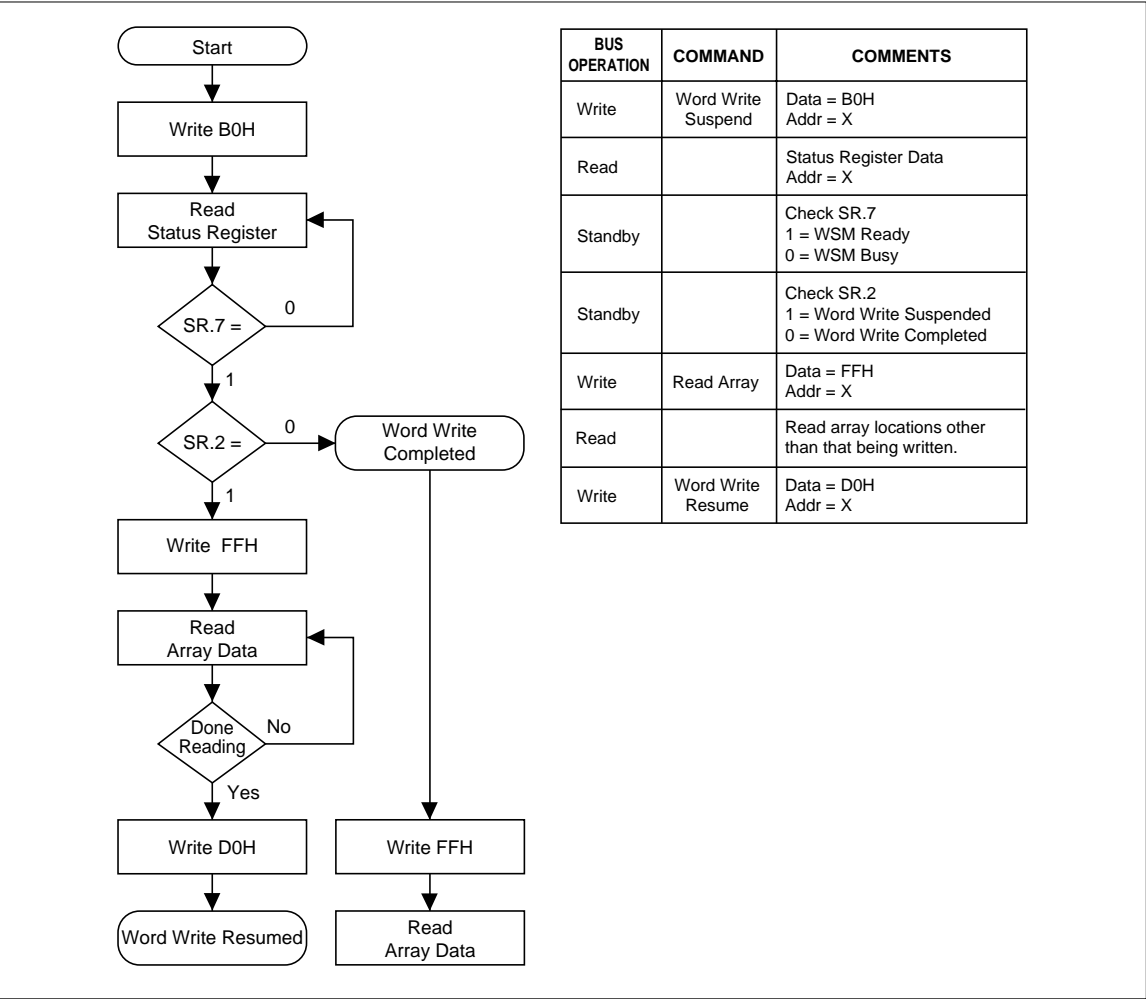 Start
Write B0H
Read
Status Register
SR.7 =
0
1
SR.2 =
0
Word Write
Completed
1
Write FFH
Read
Array Data
Done
Reading
No
Yes
Write D0H
Write FFH
Word Write Resumed
Read
Array Data
BUS
OPERATION
COMMAND
COMMENTS
Write
Word Write
Suspend
Data = B0H
Addr = X
Read
Status Register Data
Addr = X
Standby
Check SR.7
1 = WSM Ready
0 = WSM Busy
Standby
Check SR.2
1 = Word Write Suspended
0 = Word Write Completed
Write
Read Array
Data = FFH
Addr = X
Read
Read array locations other
than that being written.
Write
Word Write
Resume
Data = D0H
Addr = X